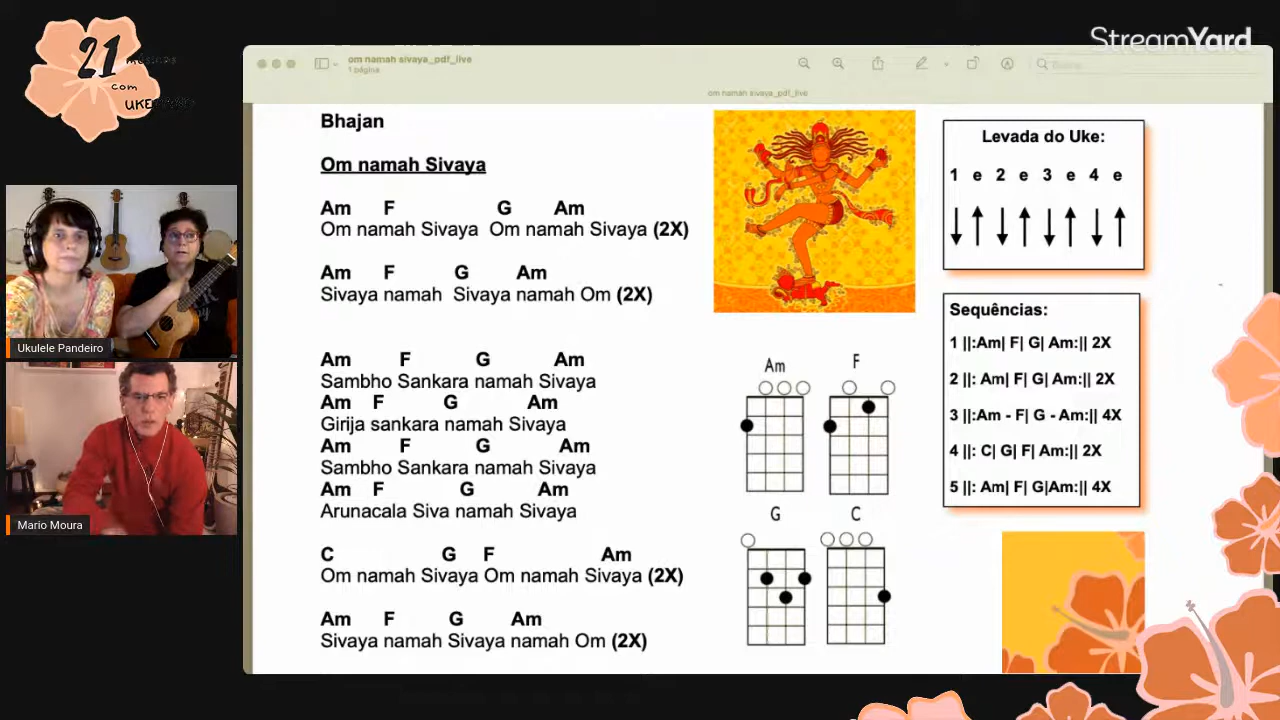 StreamYard
21
músicas
com
UKE
om namah sivaya_pdf_live
1 página
Buscar
om namah sivaya_pdf_live
Bhajan
Om namah Sivaya
Am F G Am
Om namah Sivaya Om namah Sivaya (2X)
Am F G Am
Sivaya namah Sivaya namah Om (2X)
Am F G Am
Sambho Sankara namah Sivaya
Am F G Am
Girija sankara namah Sivaya
Am F G Am
Sambho Sankara namah Sivaya
Am F G Am
Arunacala Siva namah Sivaya
C G F Am
Om namah Sivaya Om namah Sivaya (2X)
Am F G Am
Sivaya namah Sivaya namah Om (2X)
Am F
G C
Levada do Uke:
1 e 2 e 3 e 4 e
Sequências:
1 ||:Am| F| G| Am:|| 2X
2 ||: Am| F| G| Am:|| 2X
3 ||:Am - F| G - Am:|| 4X
4 ||: C| G| F| Am:|| 2X
5 ||: Am| F| G|Am:|| 4X
Ukulele Pandeiro
Mario Moura